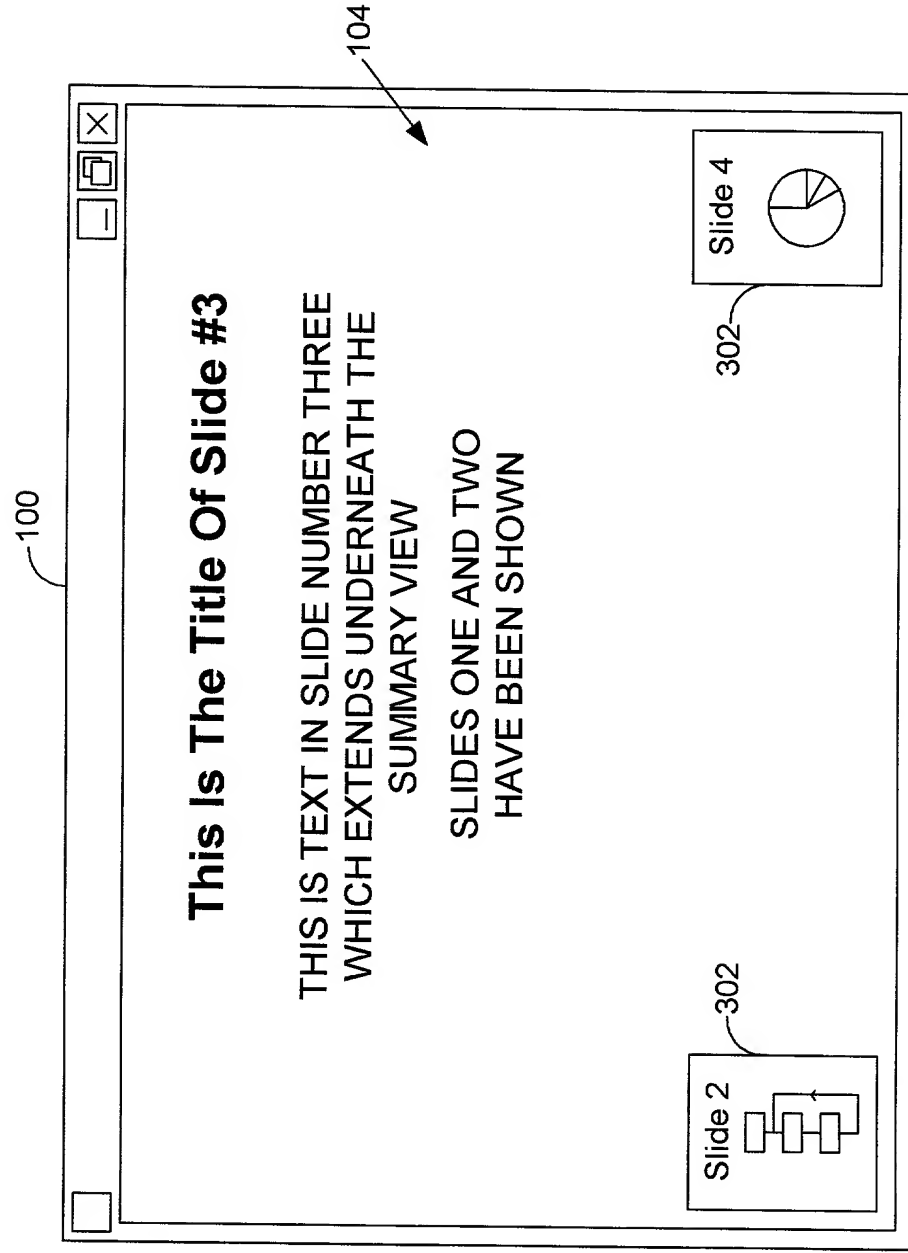 100
This Is The Title Of Slide #3
104
THIS IS TEXT IN SLIDE NUMBER THREE
WHICH EXTENDS UNDERNEATH THE
SUMMARY VIEW
SLIDES ONE AND TWO
HAVE BEEN SHOWN
302
Slide 2
302
Slide 4